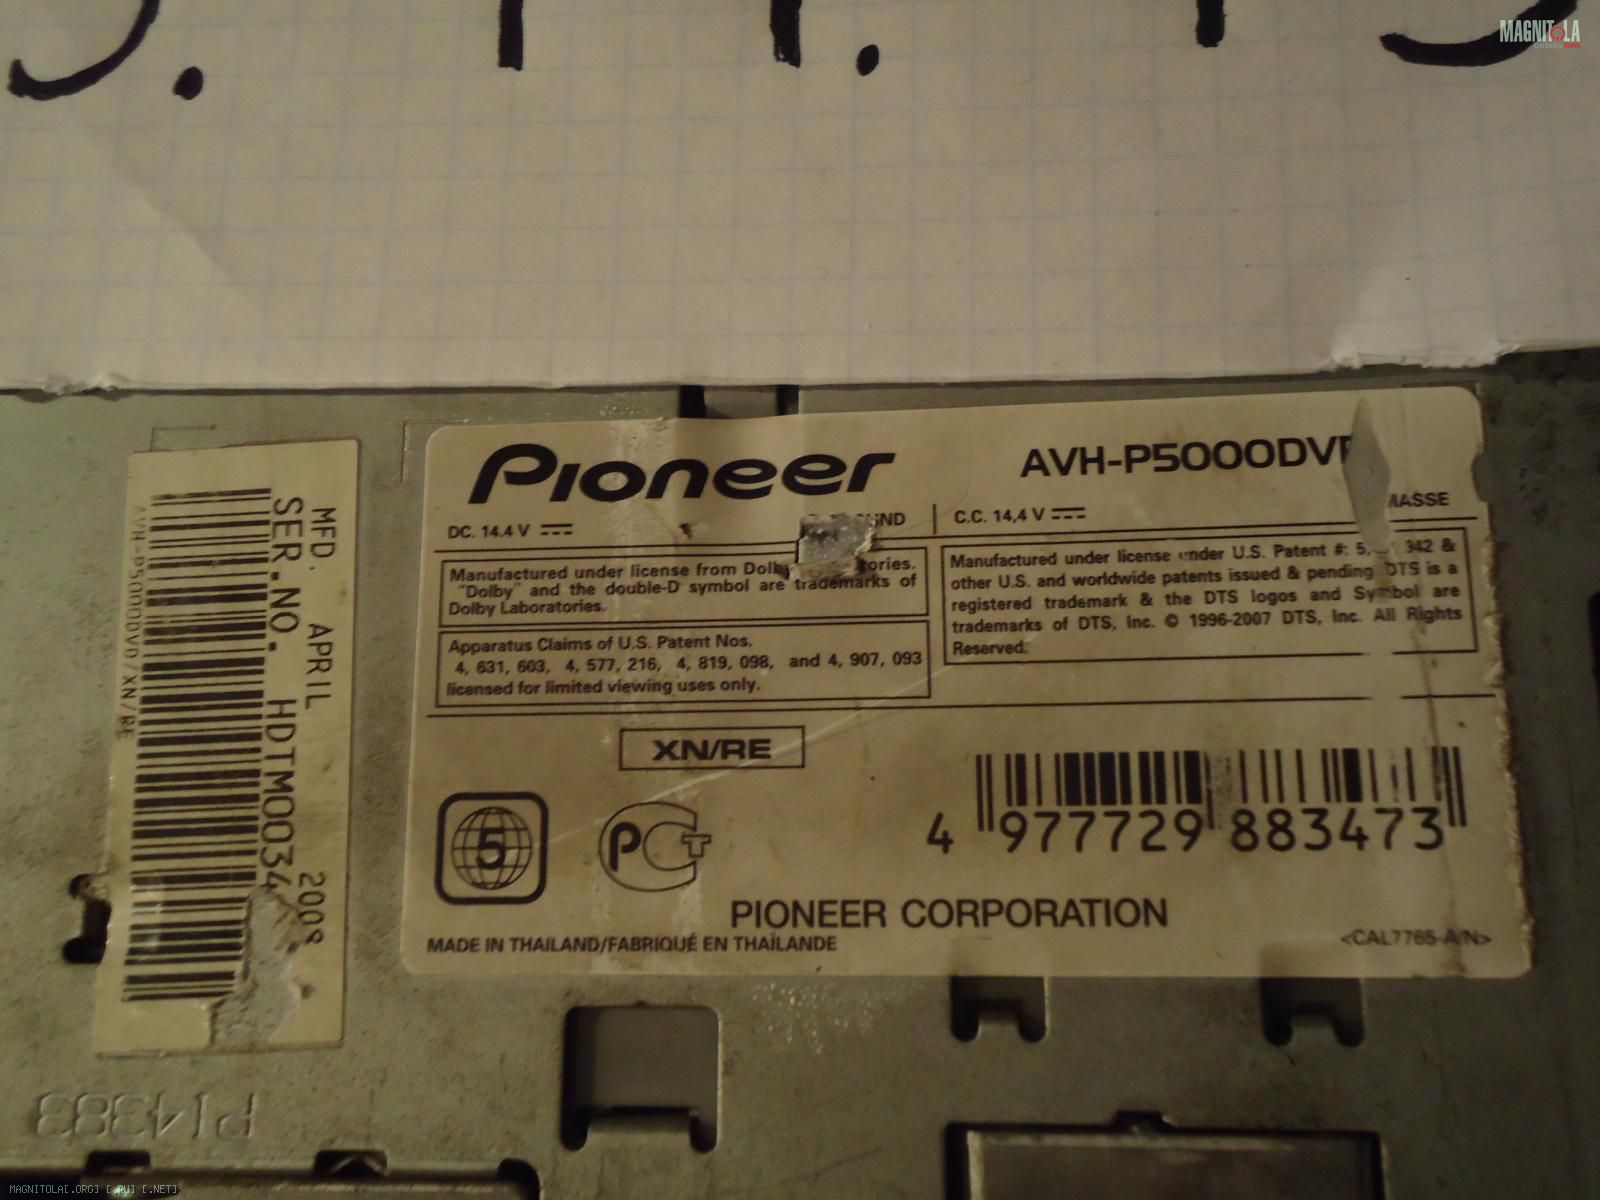 MAGNITOLA
Pioneer
AVH-P5000DV
DC. 14.4 V
C.C. 14,4 V
Manufactured under license from
"Dolby" and the double-D symbol are trademarks of
Dolby Laboratories.
Manufactured under license under U.S. Patent #: 5, 342 &
other U.S. and worldwide patents issued & pending DTS is a
registered trademark & the DTS logos and Symbol are
trademarks of DTS, Inc. © 1996-2007 DTS, Inc. All Rights
Reserved.
Apparatus Claims of U.S. Patent Nos.
4, 631, 603, 4, 577, 216, 4, 819, 098, and 4, 907, 093
licensed for limited viewing uses only.
XN/RE
5
PCT
4 977729 883473
PIONEER CORPORATION
MADE IN THAILAND/FABRIQUÉ EN THAÏLANDE
<CAL7765-A/N>
MFD. APRIL 2008
SER.NO. HDTM0034
AVH-P5000DVD/XN/RE
P14383
MAGNITOLA[.ORG] [.RU] [.NET]